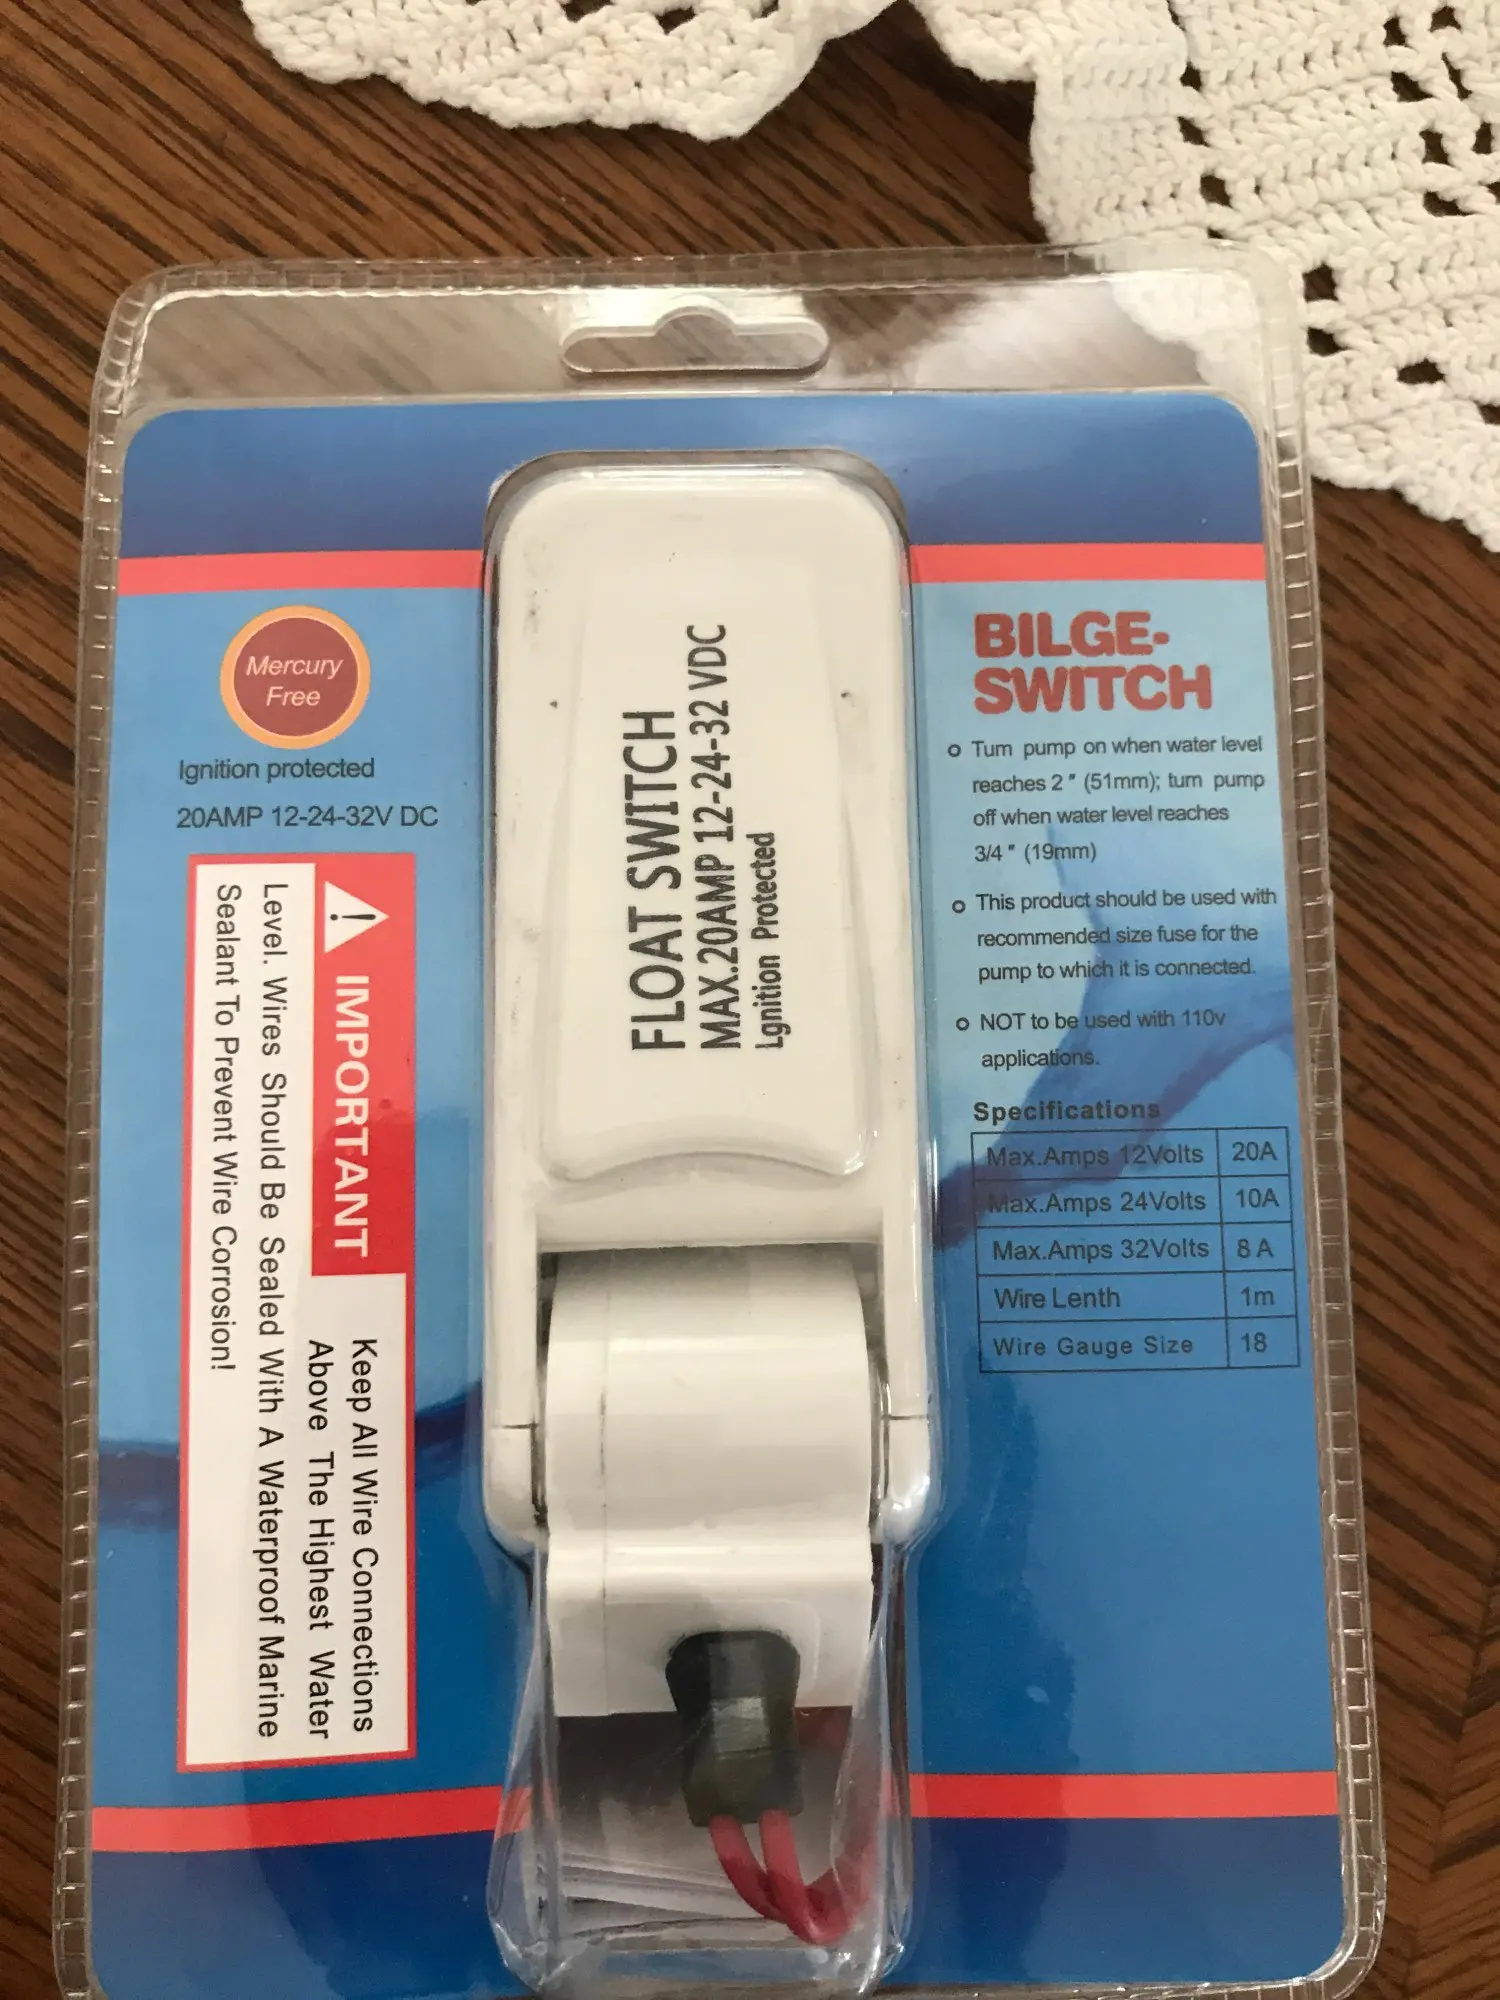 Mercury
Free
Ignition protected
20AMP 12-24-32V DC
! IMPORTANT
Keep All Wire Connections
Above The Highest Water
Level. Wires Should Be Sealed With A Waterproof Marine
Sealant To Prevent Wire Corrosion!
FLOAT SWITCH
MAX.20AMP 12-24-32 VDC
Lgnition Protected
BILGE-
SWITCH
o Turn pump on when water level
reaches 2" (51mm); turn pump
off when water level reaches
3/4" (19mm)
o This product should be used with
recommended size fuse for the
pump to which it is connected.
o NOT to be used with 110v
applications.
Specifications
Max.Amps 12Volts 20A
Max.Amps 24Volts 10A
Max.Amps 32Volts 8A
Wire Lenth 1m
Wire Gauge Size 18